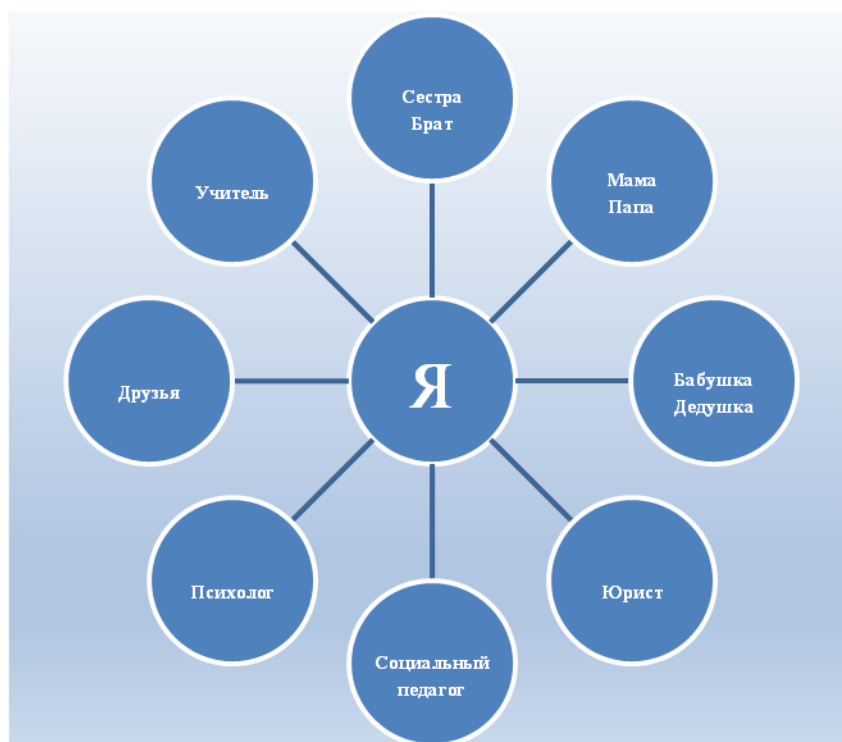 Сестра
Брат
Учитель
Мама
Папа
Друзья
Я
Бабушка
Дедушка
Психолог
Юрист
Социальный
педагог